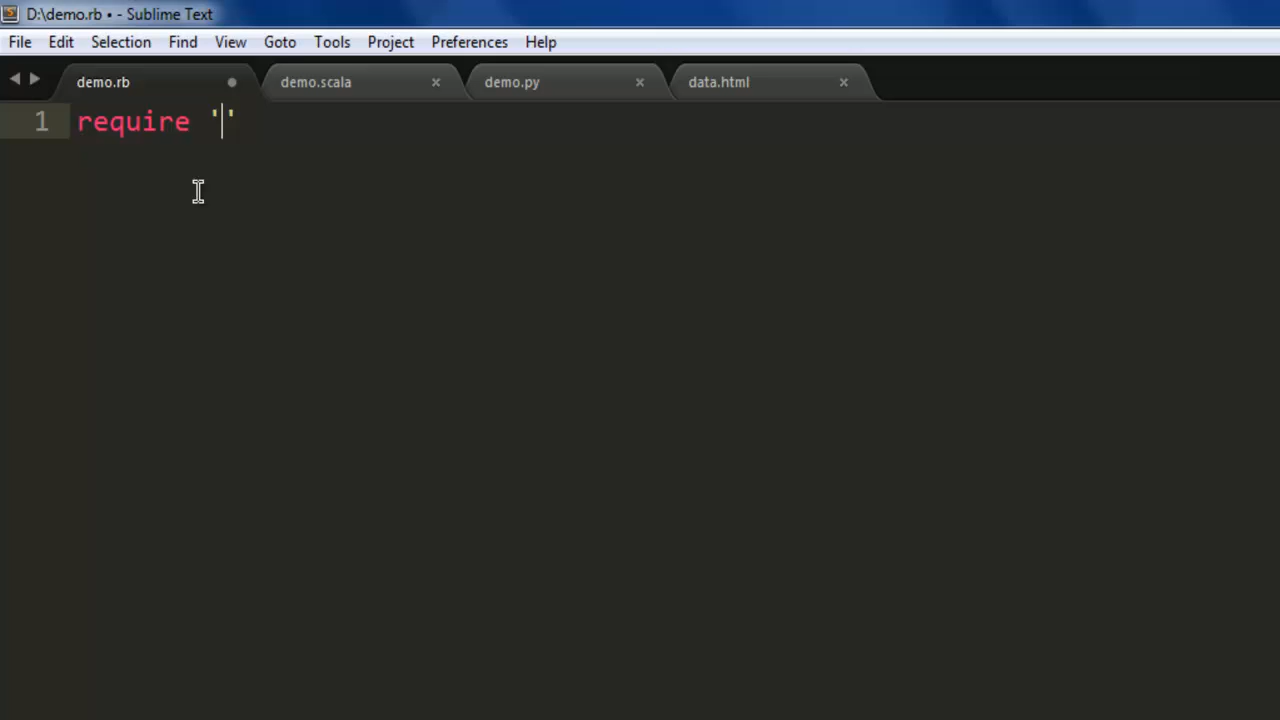 D:\demo.rb • - Sublime Text
File Edit Selection Find View Goto Tools Project Preferences Help
demo.rb demo.scala demo.py data.html
1 require ''